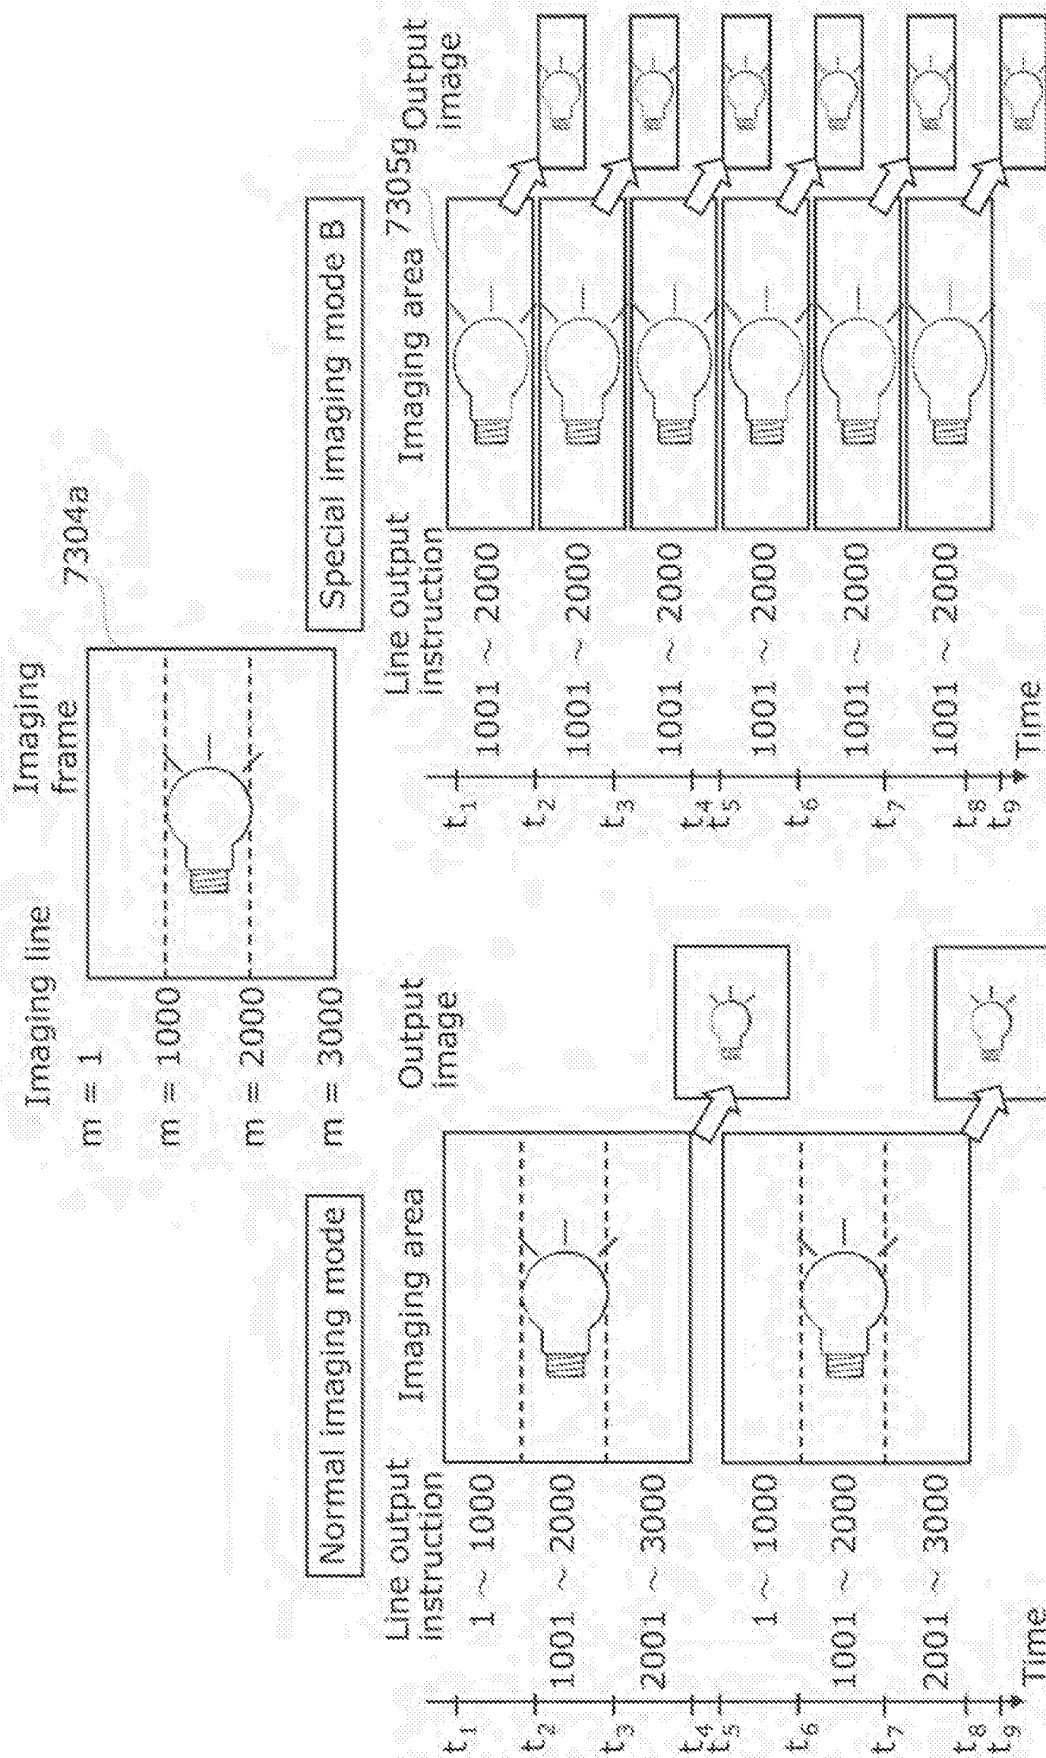 Imaging line
Imaging
frame
7304a
m = 1
m = 1000
m = 2000
m = 3000
Normal imaging mode
Line output
instruction
Imaging area
Output
image
t1
t2
t3
t4
t5
t6
t7
t8
t9
Time
1 ~ 1000
1001 ~ 2000
2001 ~ 3000
1 ~ 1000
1001 ~ 2000
2001 ~ 3000
Special imaging mode B
Line output
instruction
Imaging area
7305g
Output
image
t1
t2
t3
t4
t5
t6
t7
t8
t9
Time
1001 ~ 2000
1001 ~ 2000
1001 ~ 2000
1001 ~ 2000
1001 ~ 2000
1001 ~ 2000